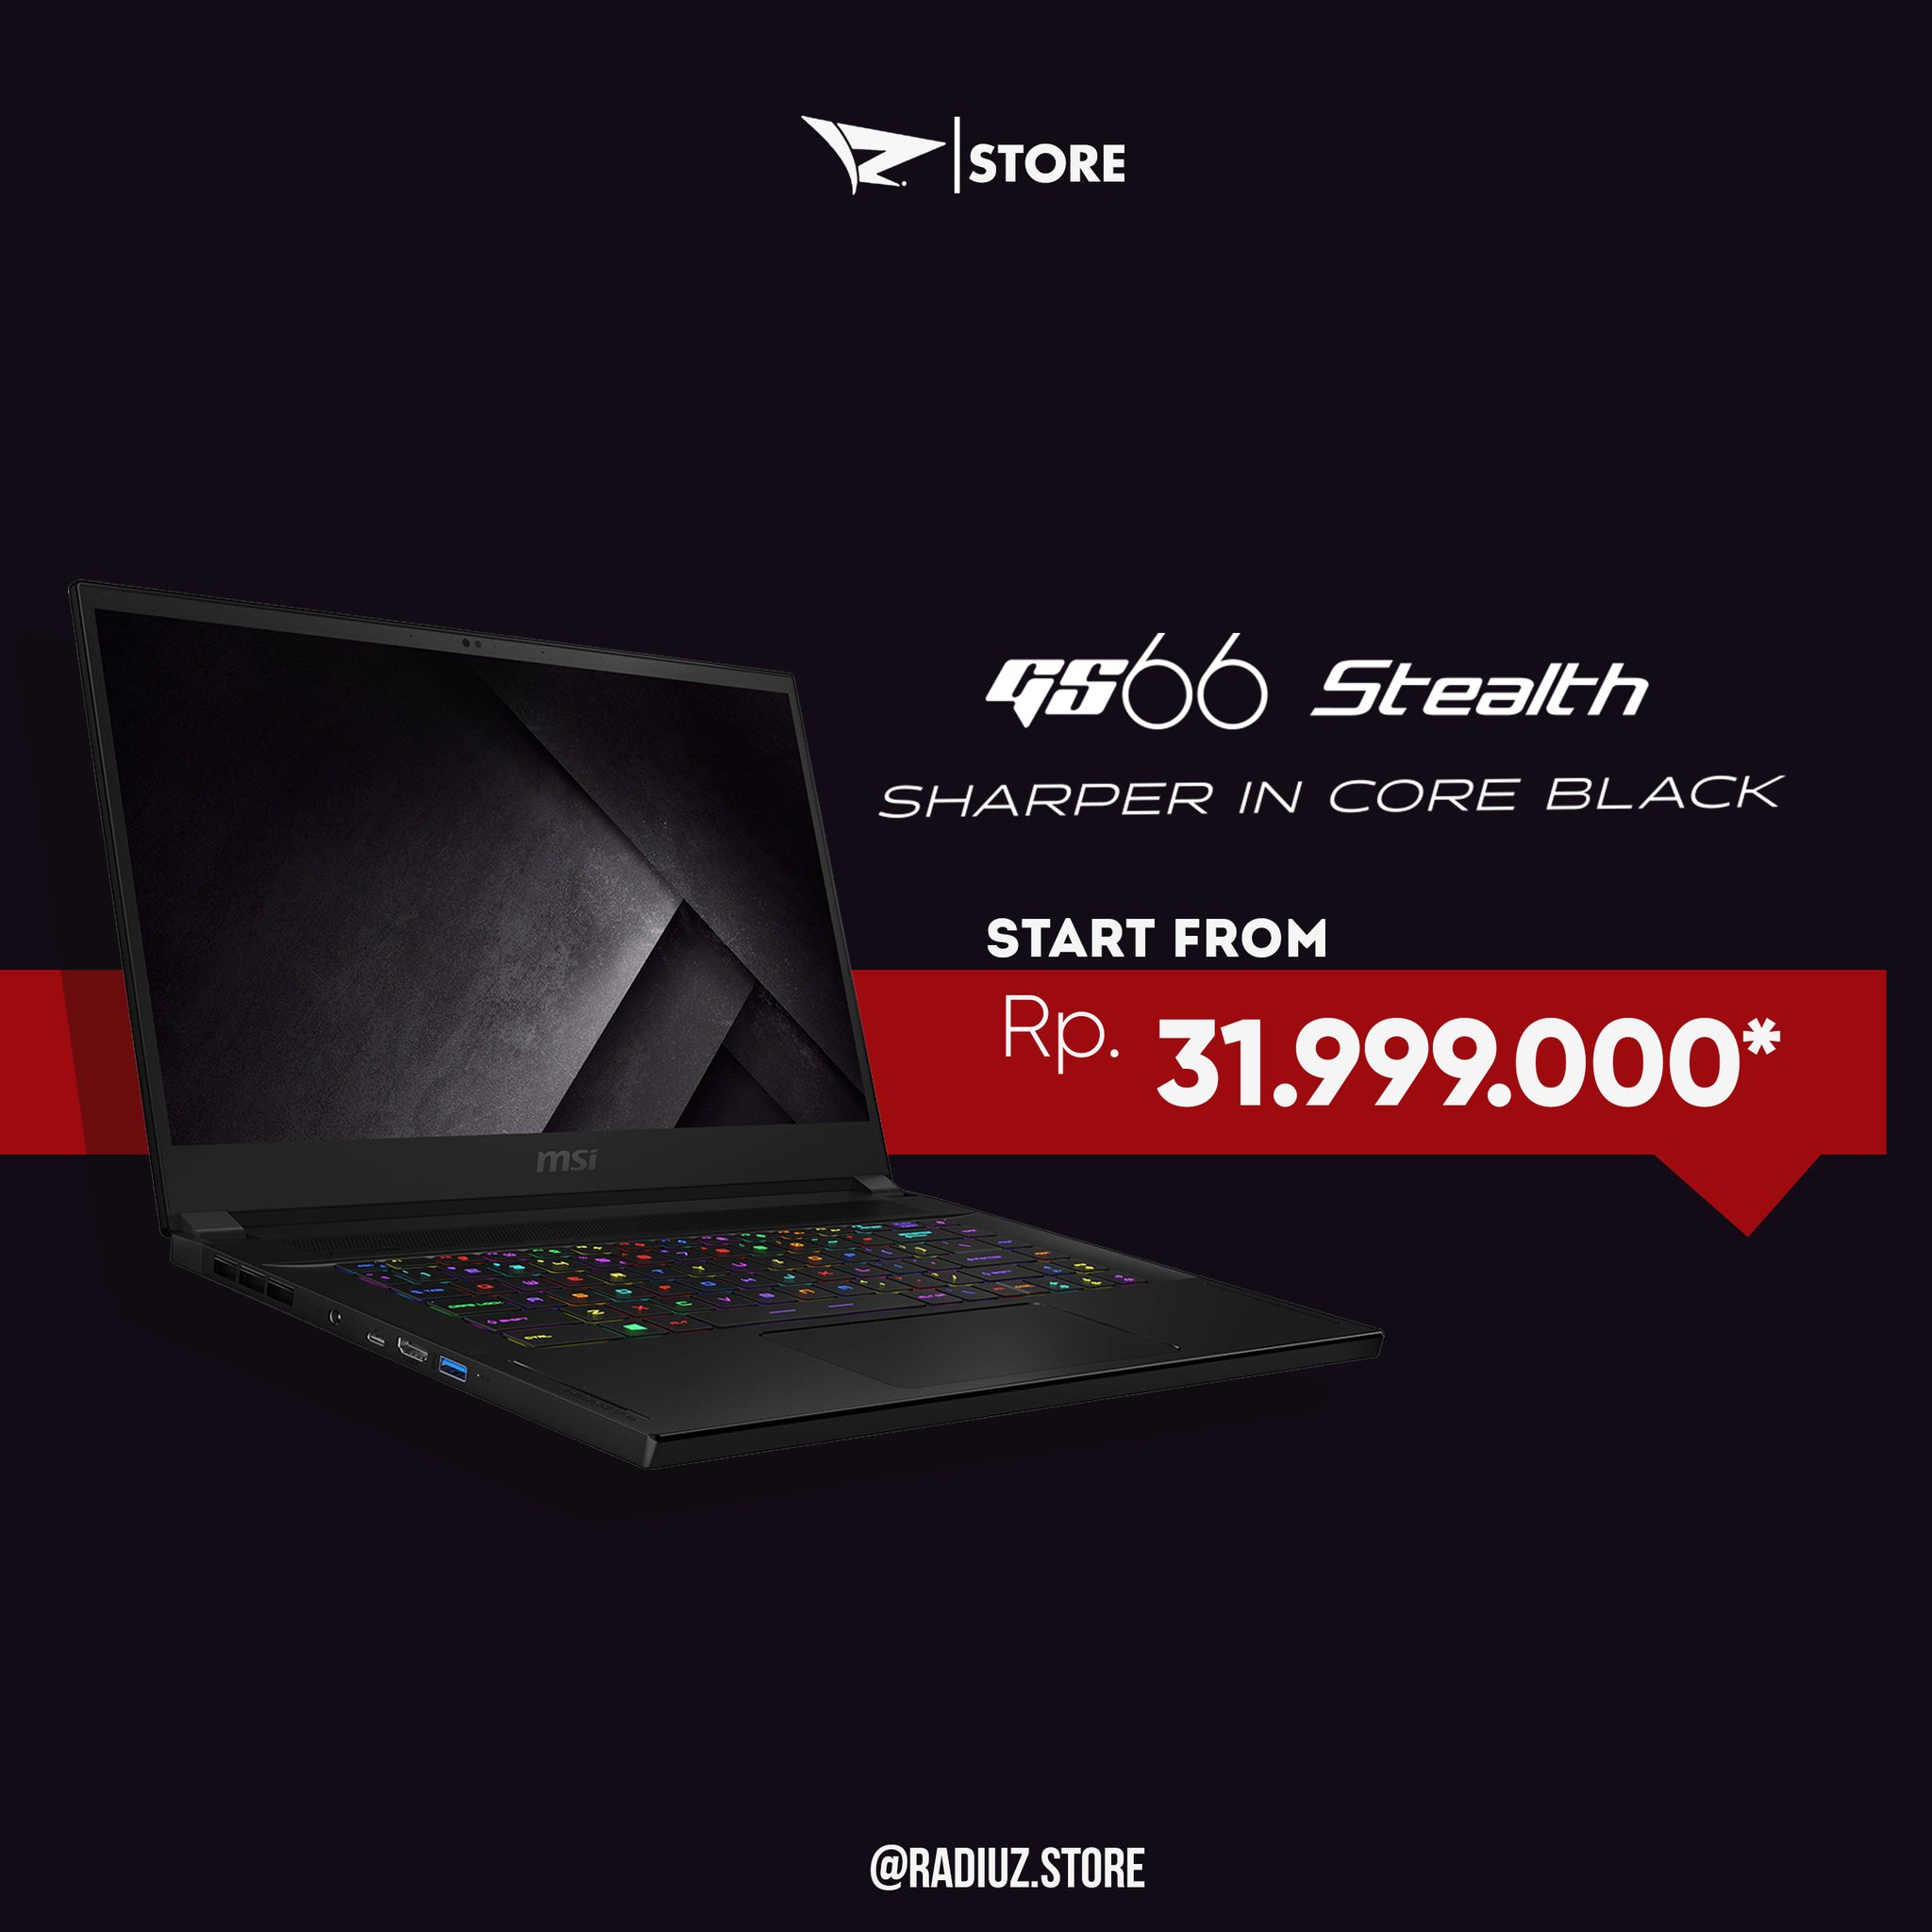 STORE
GS66 Stealth
SHARPER IN CORE BLACK
START FROM
Rp. 31.999.000*
msi
@RADIUZ.STORE